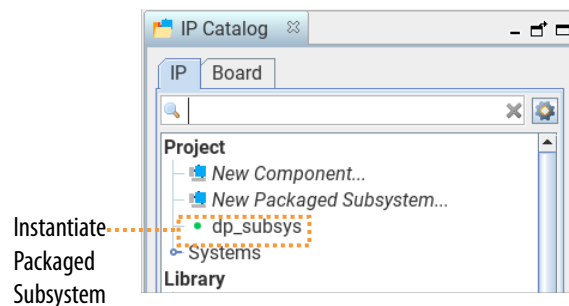 IP Catalog
IP Board
Project
New Component...
New Packaged Subsystem...
dp_subsys
Systems
Library
Instantiate
Packaged
Subsystem